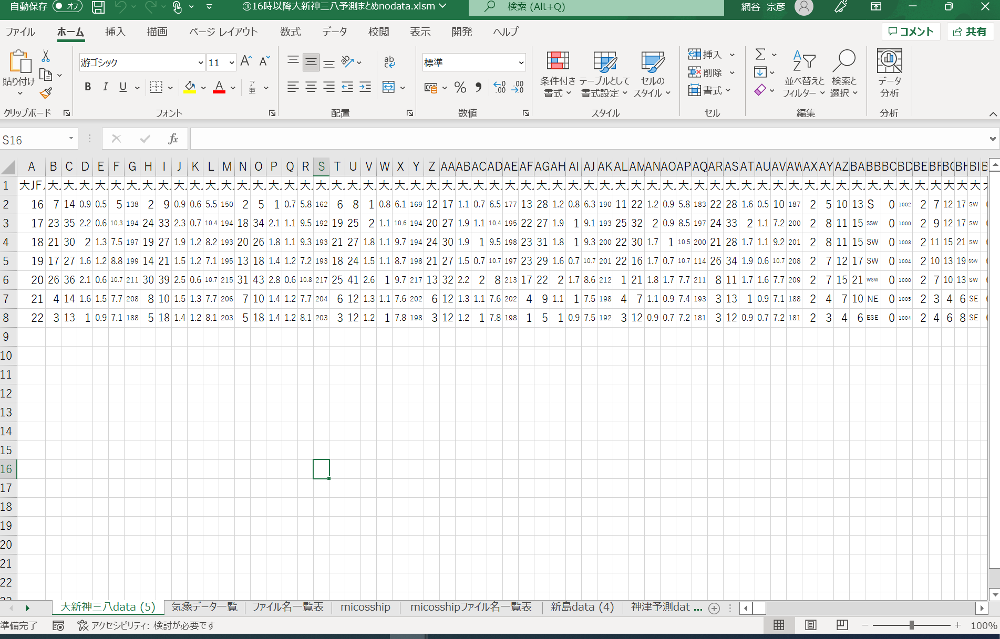 自動保存 オフ ③16時以降大新神三八予測まとめnodata.xlsm 検索 (Alt+Q) 網谷 宗彦
ファイル ホーム 挿入 描画 ページ レイアウト 数式 データ 校閲 表示 開発 ヘルプ コメント 共有
貼り付け
クリップボード
游ゴシック 11 A A
B I U A ア亜
フォント
ab c
配置
標準
% 9 .00 .00
数値
条件付き書式 テーブルとして書式設定 セルのスタイル
スタイル
挿入
削除
書式
セル
並べ替えとフィルター 検索と選択
編集
データ分析
分析
S16 fx
A B C D E F G H I J K L M N O P Q R S T U V W X Y Z AA AB AC AD AE AF AG AH AI AJ AK AL AM AN AO AP AQ AR AS AT AU AV AW AX AY AZ BA BB BC BD BE BF BG BH BI B
1 大JF 大 大 大 大 大 大 大 大 大 大 大 大 大 大 大 大 大 大 大 大 大 大 大 大 大 大 大 大 大 大 大 大 大 大 大 大 大 大 大 大 大 大 大 大 大 大 大 大 大 大 大 大 大 大 大 大 大 大 大 大
2 16 7 14 0.9 0.5 5 138 2 9 0.9 0.6 5.5 150 2 5 1 0.7 5.8 162 6 8 1 0.8 6.1 169 12 17 1.1 0.7 6.5 177 13 28 1.2 0.8 6.3 190 11 22 1.2 0.9 5.8 183 22 28 1.6 0.5 10 187 2 5 10 13 S 0 1002 2 7 12 17 SW
3 17 23 35 2.2 0.6 10.3 194 24 33 2.3 0.7 10.4 194 18 34 2.1 1.1 9.5 192 19 25 2 1.1 10.6 194 20 27 1.9 1.1 10.4 195 22 27 1.9 1 9.1 193 25 32 2 0.9 8.5 197 24 33 2 1.1 7.2 200 2 8 11 15 SSW 0 1000 2 9 12 17 SW
4 18 21 30 2 1.3 7.5 197 19 27 1.9 1.2 8.2 193 20 26 1.8 1.1 9.3 193 21 27 1.8 1.1 9.7 194 24 30 1.9 1 9.5 198 23 31 1.8 1 9.3 200 22 30 1.7 1 10.5 200 21 28 1.7 1.1 9.2 201 2 8 11 15 SW 0 1003 2 11 15 21 SW
5 19 17 27 1.6 1.2 8.8 199 14 21 1.5 1.2 7.1 195 13 18 1.4 1.2 7.2 193 18 24 1.5 1.1 8.7 198 21 27 1.5 0.7 10.7 197 23 29 1.6 0.7 10.7 201 22 16 1.7 0.7 10.7 114 26 34 1.9 0.6 10.7 208 2 7 12 17 SW 0 1004 2 10 13 19 SSW
6 20 26 36 2.1 0.6 10.7 211 30 39 2.5 0.6 10.7 215 31 43 2.8 0.6 10.8 217 25 41 2.6 1 9.7 217 13 32 2.2 2 8 213 17 22 2 1.7 8.6 212 1 21 1.8 1.7 7.7 211 8 11 1.7 1.6 7.7 209 2 7 15 21 WSW 0 1000 2 7 10 13 SW
7 21 4 14 1.6 1.5 7.7 208 8 10 1.5 1.3 7.7 206 7 10 1.4 1.2 7.7 204 6 12 1.3 1.1 7.6 202 6 12 1.3 1.1 7.6 202 4 9 1.1 1 7.5 198 4 7 1.1 0.9 7.4 193 3 13 1 0.9 7.1 188 2 4 7 10 NE 0 1005 2 3 4 6 SE
8 22 3 13 1 0.9 7.1 188 5 18 1.4 1.2 8.1 203 5 18 1.4 1.2 8.1 203 3 12 1.2 1 7.8 198 3 12 1.2 1 7.8 198 1 5 1 0.9 7.5 192 3 12 0.9 0.7 7.2 181 3 12 0.9 0.7 7.2 181 2 3 4 6 ESE 0 1004 2 4 6 8 SE
9
10
11
12
13
14
15
16
17
18
19
20
21
22
23
大新神三八data (5) 気象データ一覧 ファイル名一覧表 micosship micosshipファイル名一覧表 新島data (4) 神津予測dat ...
準備完了 アクセシビリティ: 検討が必要です 100%